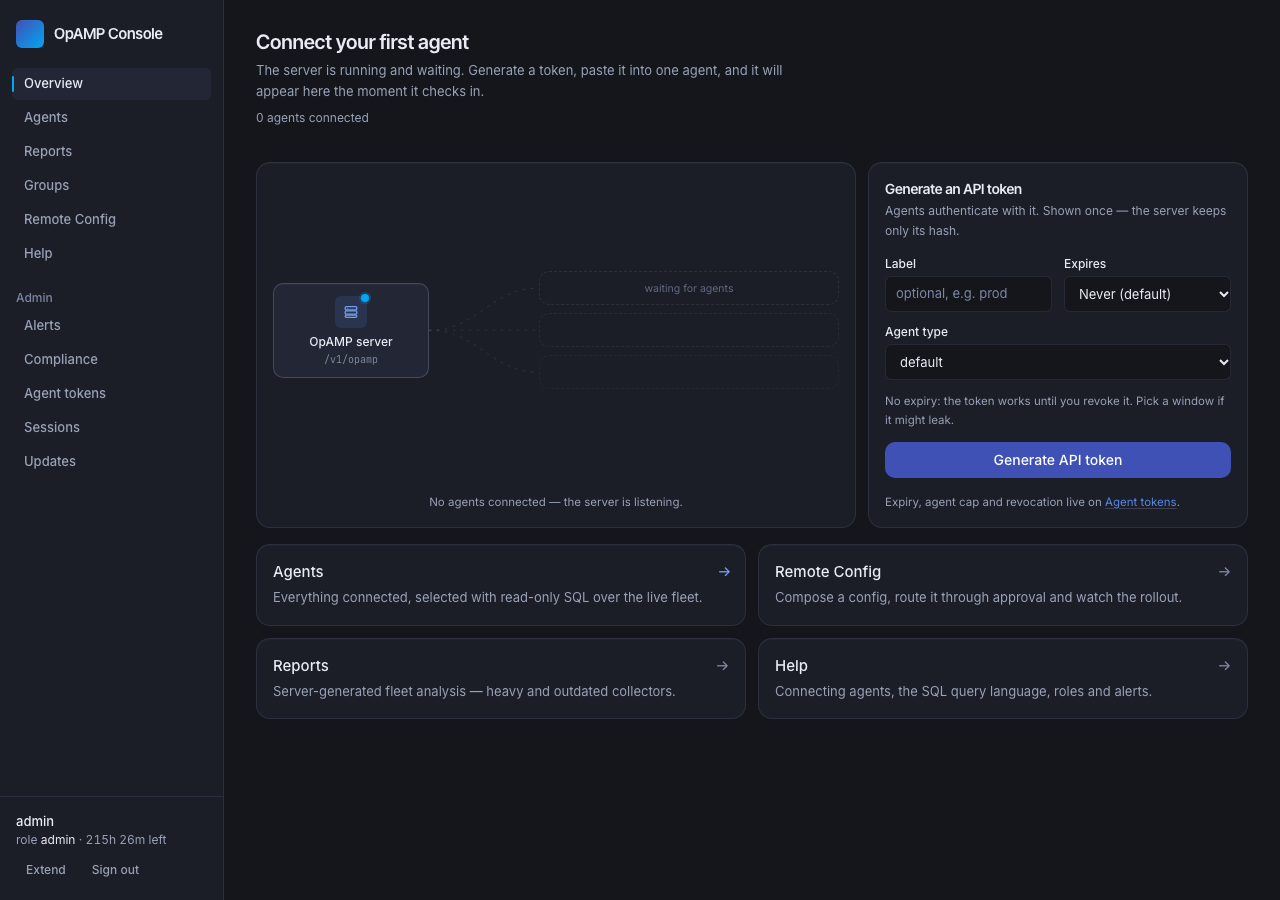 OpAMP Console
Overview
Agents
Reports
Groups
Remote Config
Help
Admin
Alerts
Compliance
Agent tokens
Sessions
Updates
admin
role admin · 215h 26m left
Extend
Sign out
Connect your first agent
The server is running and waiting. Generate a token, paste it into one agent, and it will
appear here the moment it checks in.
0 agents connected
OpAMP server
/v1/opamp
waiting for agents
No agents connected — the server is listening.
Generate an API token
Agents authenticate with it. Shown once — the server keeps
only its hash.
Label
Expires
optional, e.g. prod
Never (default)
Agent type
default
No expiry: the token works until you revoke it. Pick a window if
it might leak.
Generate API token
Expiry, agent cap and revocation live on Agent tokens.
Agents
Everything connected, selected with read-only SQL over the live fleet.
Remote Config
Compose a config, route it through approval and watch the rollout.
Reports
Server-generated fleet analysis — heavy and outdated collectors.
Help
Connecting agents, the SQL query language, roles and alerts.